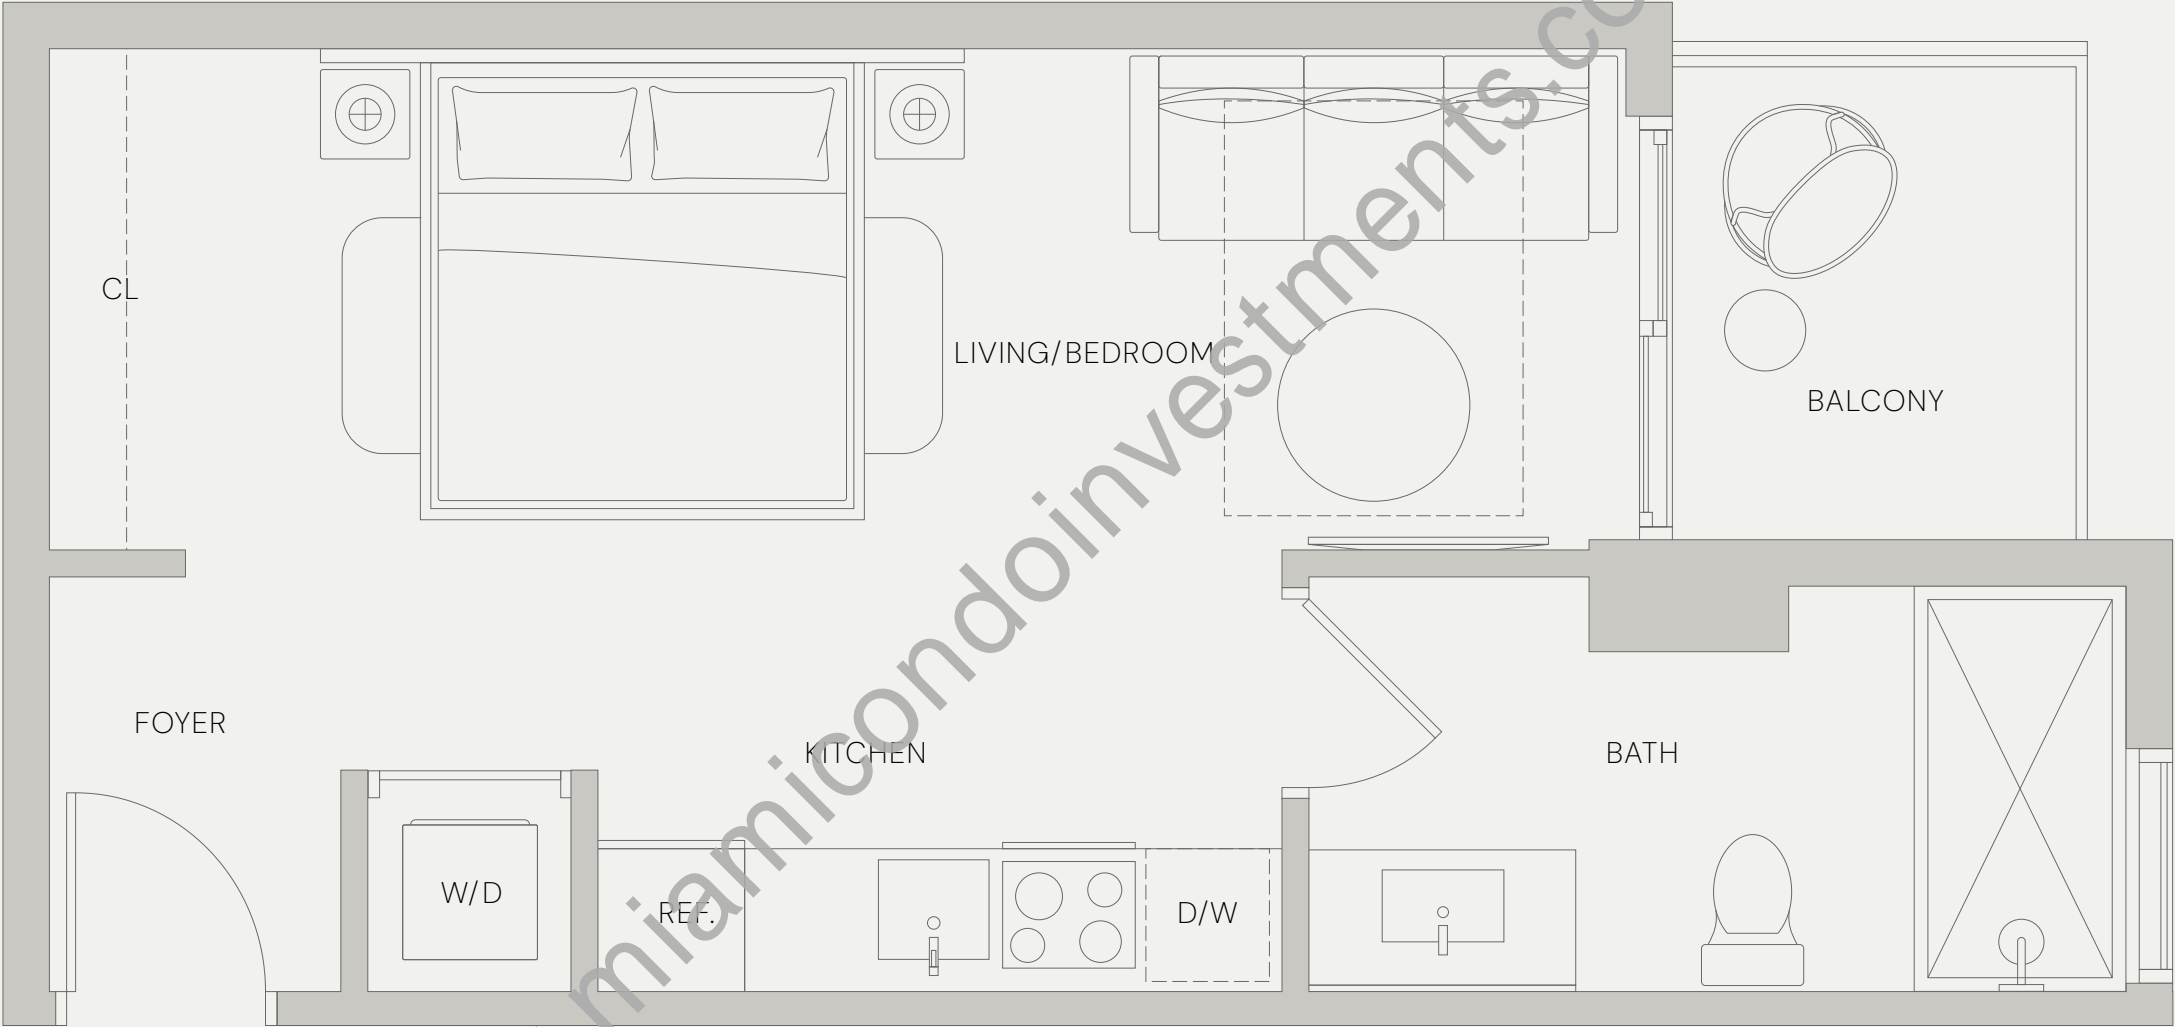 CL
LIVING/BEDROOM
BALCONY
FOYER
KITCHEN
BATH
W/D
REF.
D/W
miamicondoinvestments.co